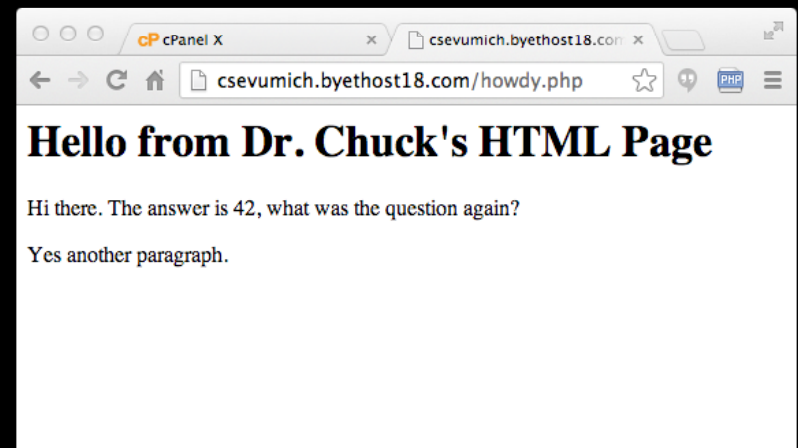 cP cPanel X
csevumich.byethost18.com
csevumich.byethost18.com/howdy.php
PHP
Hello from Dr. Chuck's HTML Page
Hi there. The answer is 42, what was the question again?
Yes another paragraph.